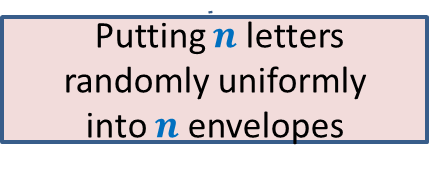 Putting n letters
randomly uniformly
into n envelopes